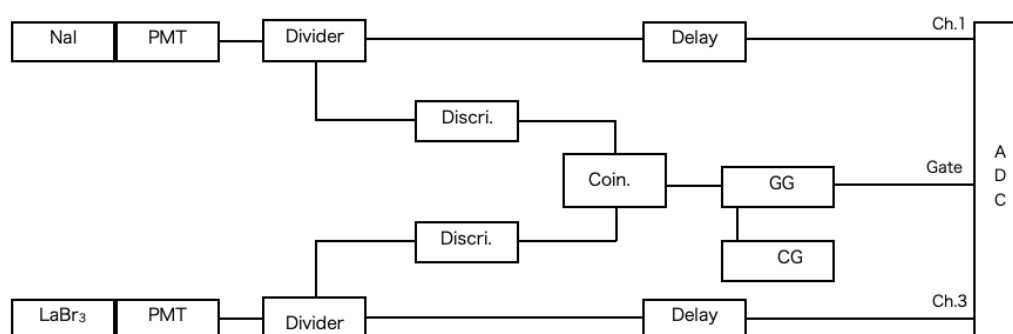 NaI
PMT
Divider
Delay
Ch.1
Discri.
Coin.
GG
Gate
A
D
C
Discri.
CG
LaBr₃
PMT
Divider
Delay
Ch.3